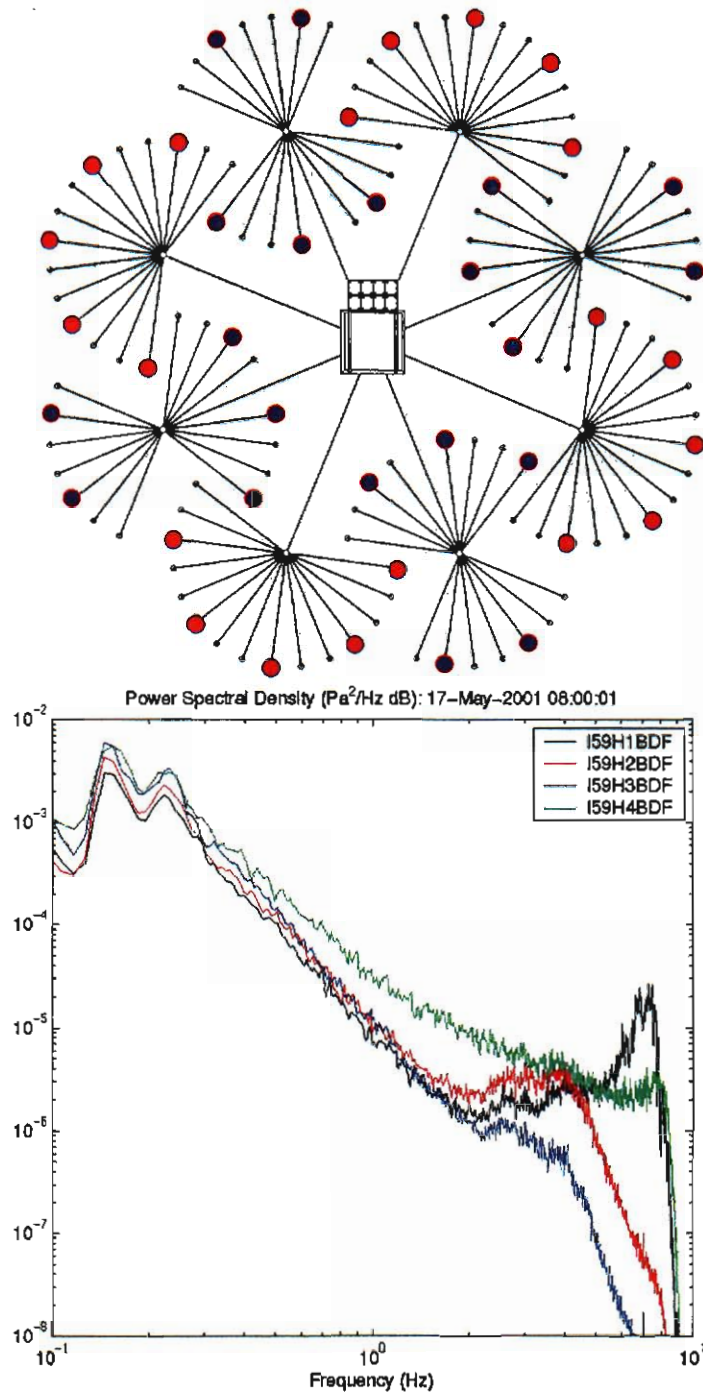 Power Spectral Density (Pa²/Hz dB): 17-May-2001 08:00:01
10⁻²
10⁻³
10⁻⁴
10⁻⁵
10⁻⁶
10⁻⁷
10⁻⁸
I59H1BDF
I59H2BDF
I59H3BDF
I59H4BDF
10⁻¹
10⁰
10¹
Frequency (Hz)